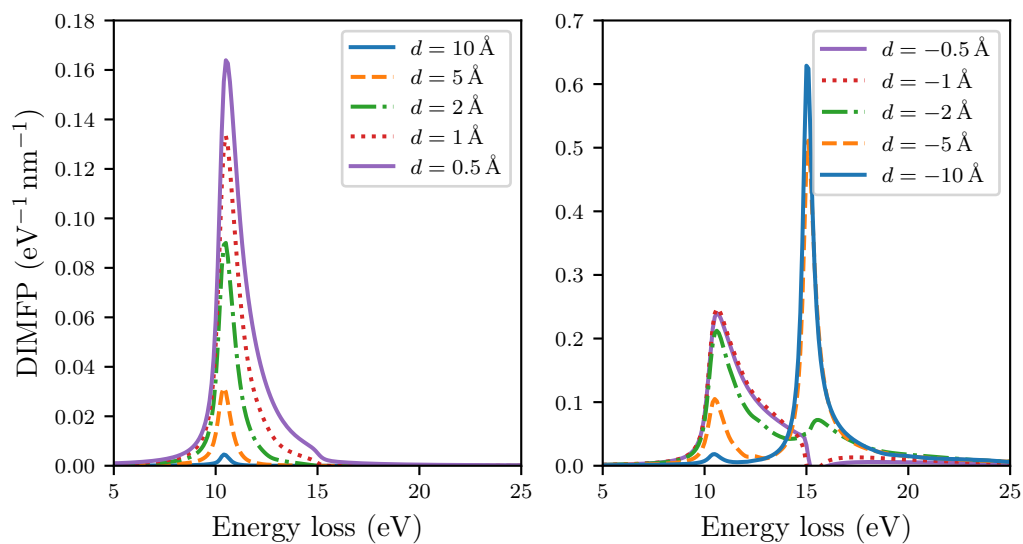 DIMFP (eV⁻¹ nm⁻¹)
0.18
0.16
0.14
0.12
0.10
0.08
0.06
0.04
0.02
0.00
5 10 15 20 25
Energy loss (eV)
d = 10 Å
d = 5 Å
d = 2 Å
d = 1 Å
d = 0.5 Å
0.7
0.6
0.5
0.4
0.3
0.2
0.1
0.0
5 10 15 20 25
Energy loss (eV)
d = −0.5 Å
d = −1 Å
d = −2 Å
d = −5 Å
d = −10 Å